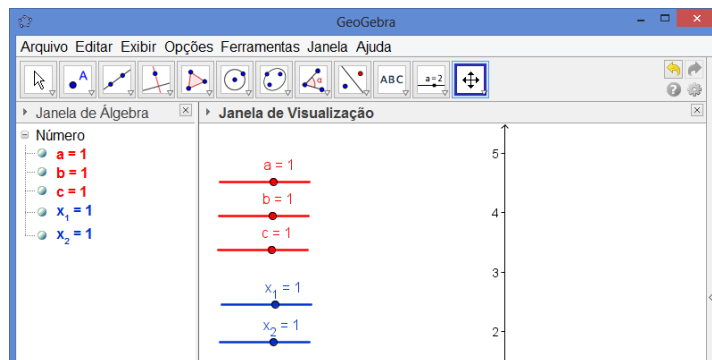 GeoGebra
Arquivo Editar Exibir Opções Ferramentas Janela Ajuda
A
α
ABC
a=2
?
Janela de Álgebra
Janela de Visualização
Número
a = 1
b = 1
c = 1
x₁ = 1
x₂ = 1
a = 1
b = 1
c = 1
x₁ = 1
x₂ = 1
5
4
3
2